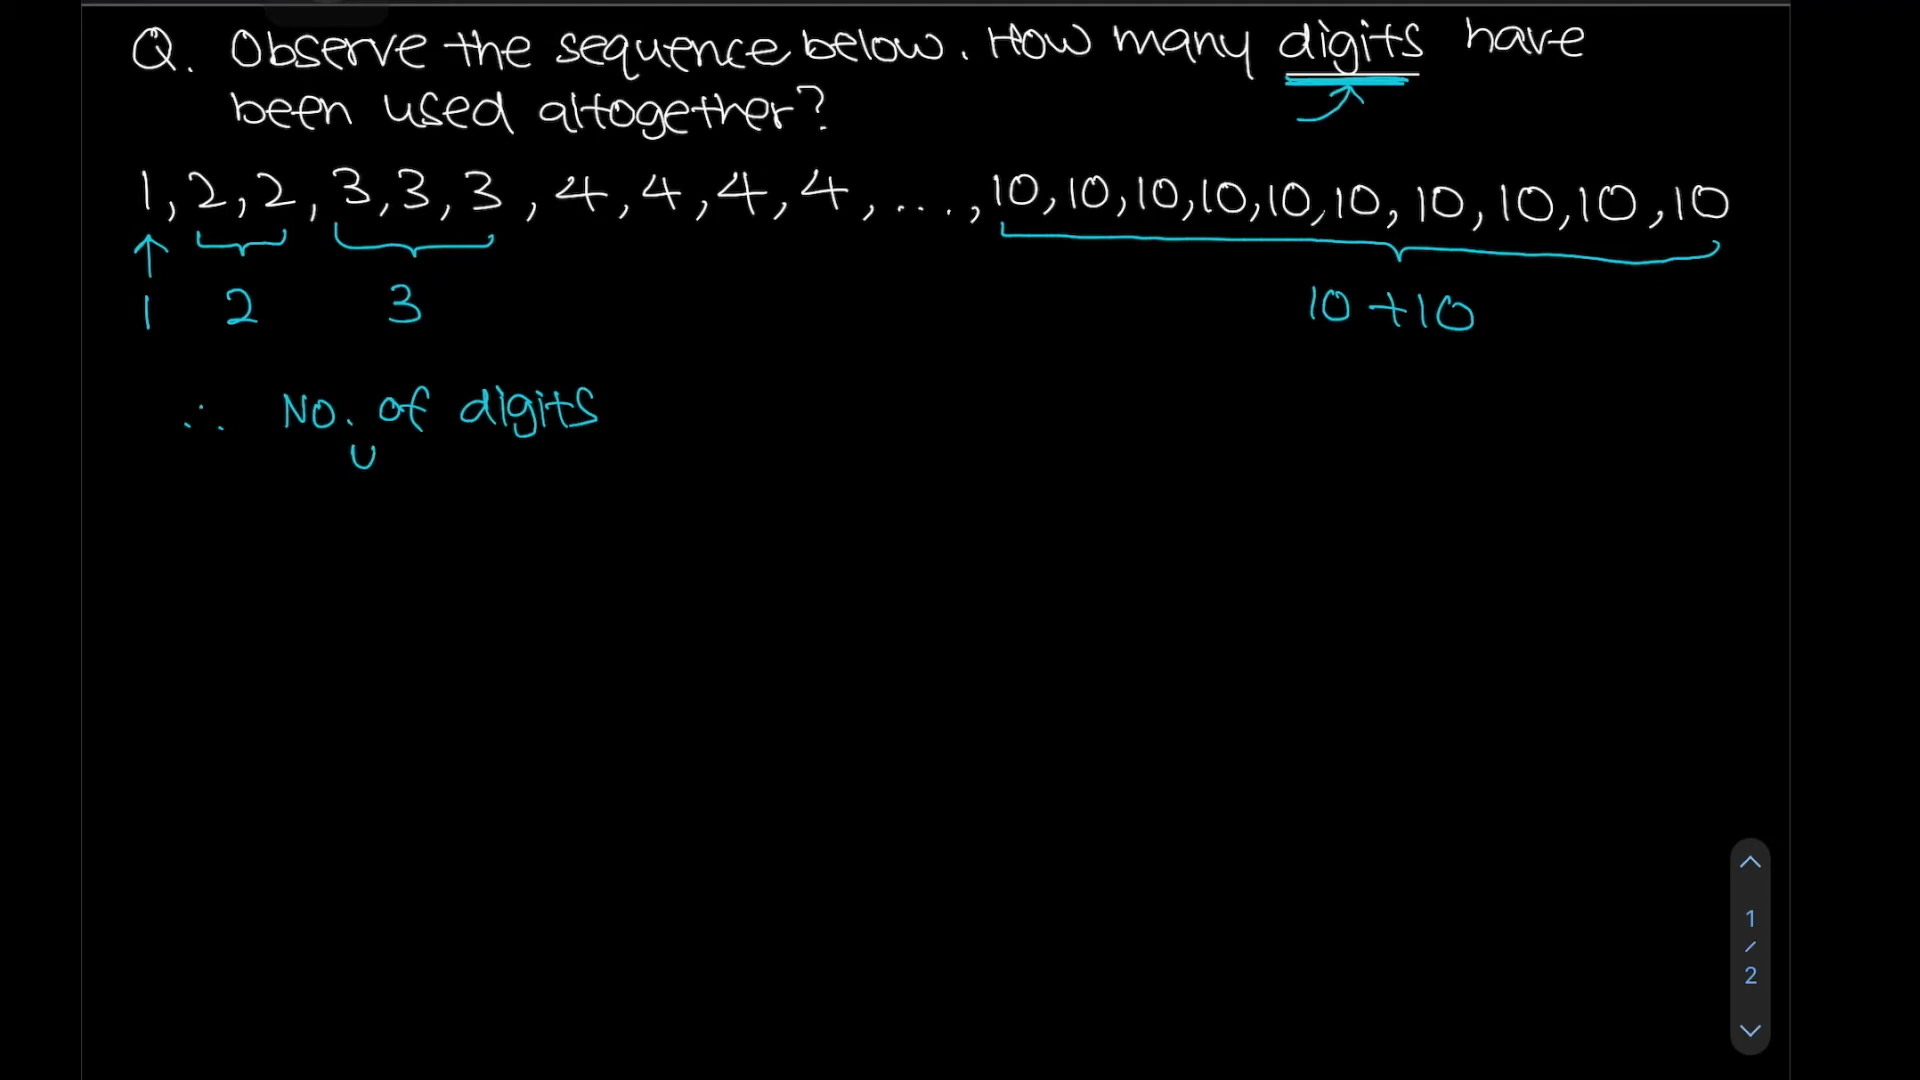 Q. Observe the sequence below. How many digits have
been used altogether?
1, 2, 2, 3, 3, 3, 4, 4, 4, 4, ..., 10, 10, 10, 10, 10, 10, 10, 10, 10, 10
1 2 3 10 + 10
∴ No. of digits
U
1
/
2